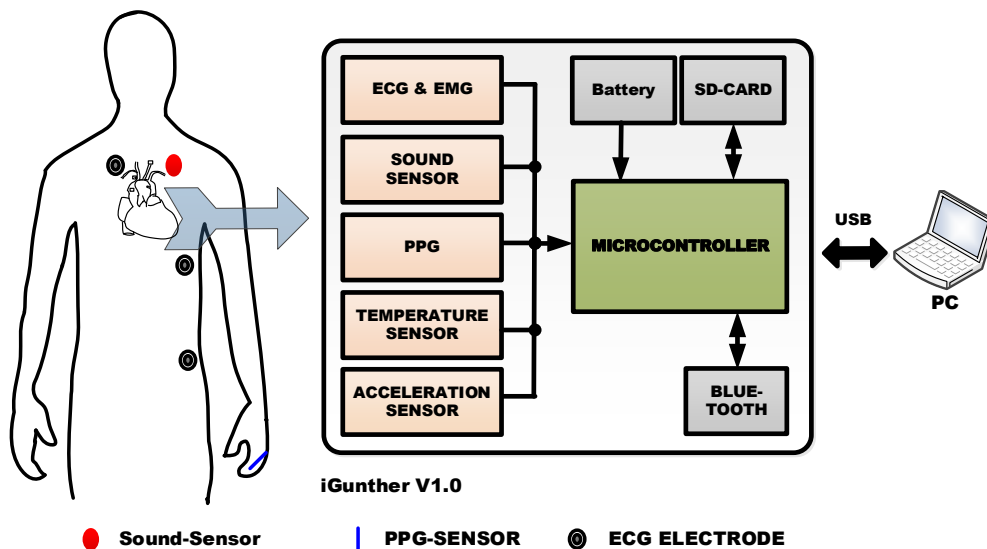 ECG & EMG
SOUND
SENSOR
PPG
TEMPERATURE
SENSOR
ACCELERATION
SENSOR
Battery
SD-CARD
MICROCONTROLLER
BLUE-
TOOTH
USB
PC
iGunther V1.0
Sound-Sensor
PPG-SENSOR
ECG ELECTRODE